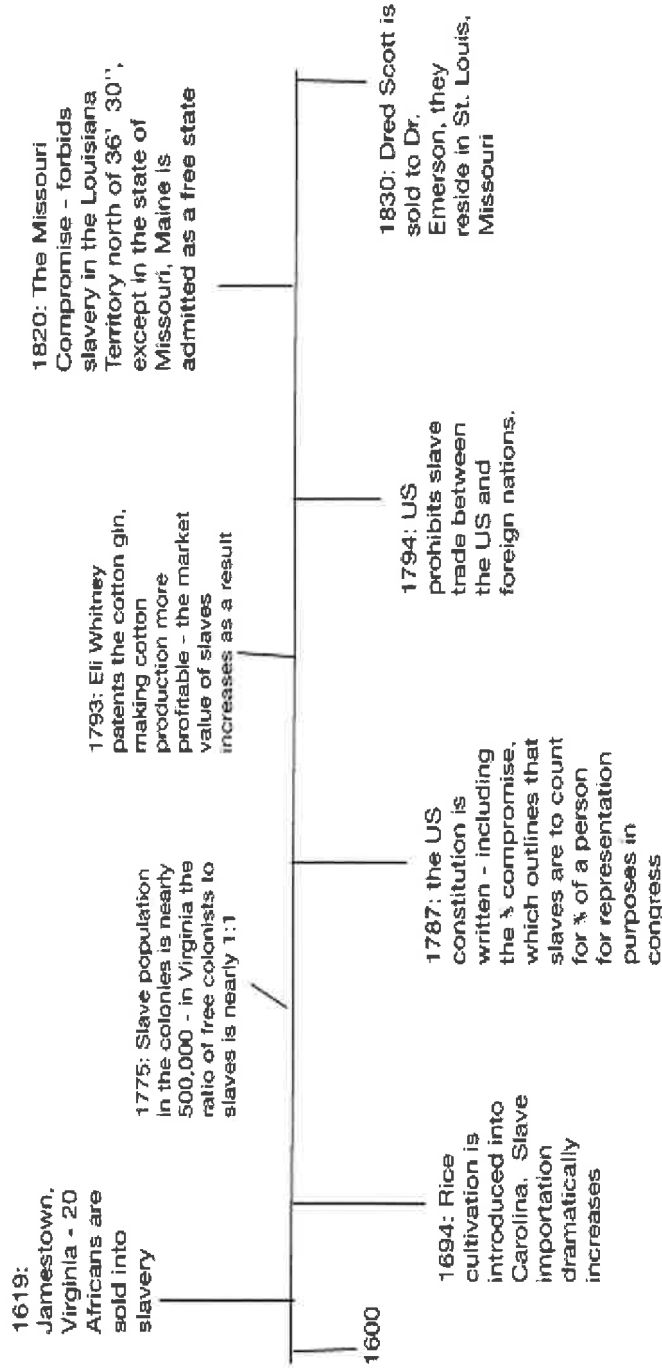 1619:
Jamestown,
Virginia - 20
Africans are
sold into
slavery
1775: Slave population
in the colonies is nearly
500,000 - in Virginia the
ratio of free colonists to
slaves is nearly 1:1
1793: Eli Whitney
patents the cotton gin,
making cotton
production more
profitable - the market
value of slaves
increases as a result
1820: The Missouri
Compromise - forbids
slavery in the Louisiana
Territory north of 36' 30'',
except in the state of
Missouri, Maine is
admitted as a free state
1600
1694: Rice
cultivation is
introduced into
Carolina. Slave
importation
dramatically
increases
1787: the US
constitution is
written - including
the compromise,
which outlines that
slaves are to count
for of a person
for representation
purposes in
congress
1794: US
prohibits slave
trade between
the US and
foreign nations.
1830: Dred Scott is
sold to Dr.
Emerson, they
reside in St. Louis,
Missouri